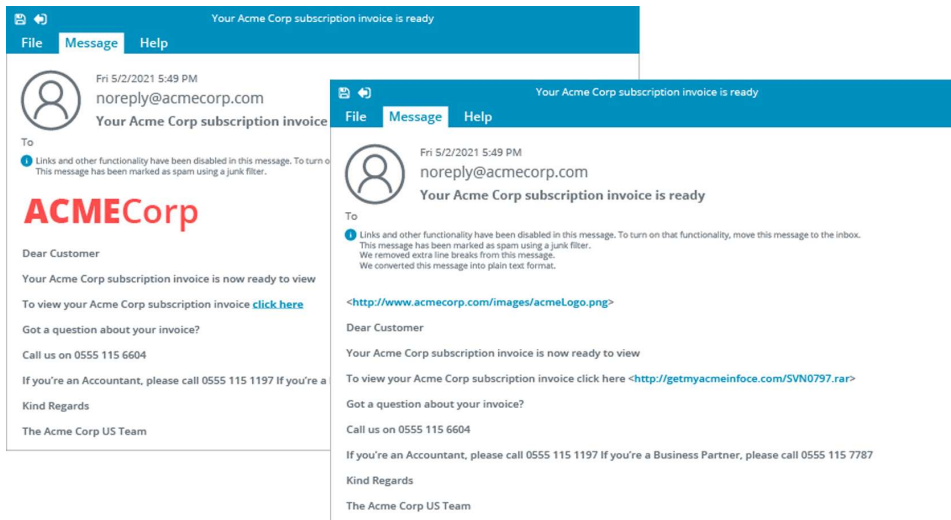 Your Acme Corp subscription invoice is ready
File Message Help
Fri 5/2/2021 5:49 PM
noreply@acmecorp.com
Your Acme Corp subscription invoice
To
Links and other functionality have been disabled in this message. To turn o
This message has been marked as spam using a junk filter.
ACMECorp
Dear Customer
Your Acme Corp subscription invoice is now ready to view
To view your Acme Corp subscription invoice click here
Got a question about your invoice?
Call us on 0555 115 6604
If you're an Accountant, please call 0555 115 1197 If you're a
Kind Regards
The Acme Corp US Team
Your Acme Corp subscription invoice is ready
File Message Help
Fri 5/2/2021 5:49 PM
noreply@acmecorp.com
Your Acme Corp subscription invoice is ready
To
Links and other functionality have been disabled in this message. To turn on that functionality, move this message to the inbox.
This message has been marked as spam using a junk filter.
We removed extra line breaks from this message.
We converted this message into plain text format.
<http://www.acmecorp.com/images/acmeLogo.png>
Dear Customer
Your Acme Corp subscription invoice is now ready to view
To view your Acme Corp subscription invoice click here <http://getmyacmeinfoce.com/SVN0797.rar>
Got a question about your invoice?
Call us on 0555 115 6604
If you're an Accountant, please call 0555 115 1197 If you're a Business Partner, please call 0555 115 7787
Kind Regards
The Acme Corp US Team